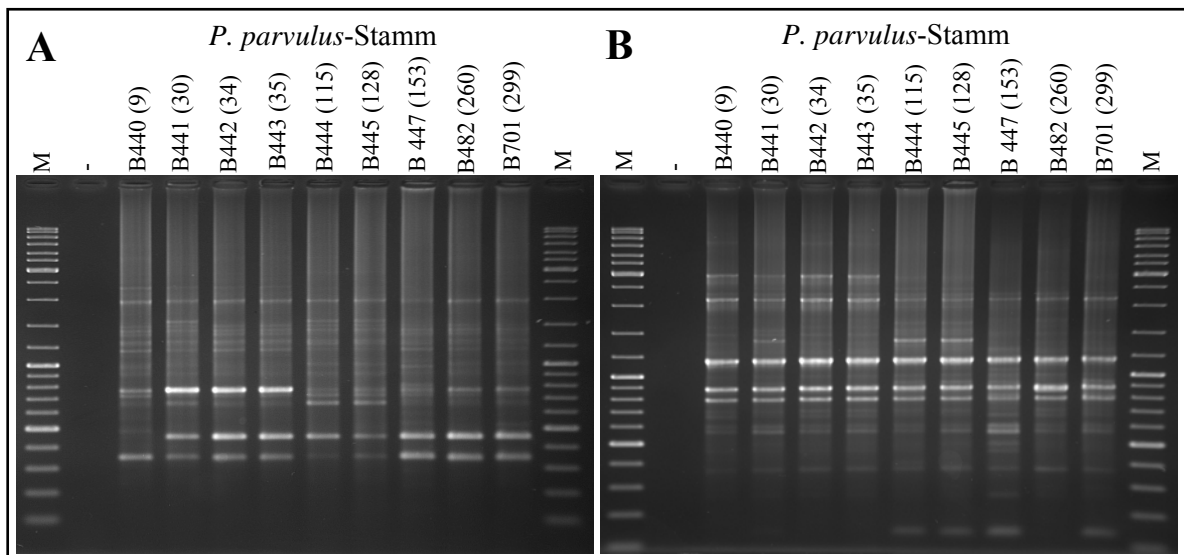 A
P. parvulus-Stamm
M
-
B440 (9)
B441 (30)
B442 (34)
B443 (35)
B444 (115)
B445 (128)
B 447 (153)
B482 (260)
B701 (299)
M
B
P. parvulus-Stamm
M
-
B440 (9)
B441 (30)
B442 (34)
B443 (35)
B444 (115)
B445 (128)
B 447 (153)
B482 (260)
B701 (299)
M